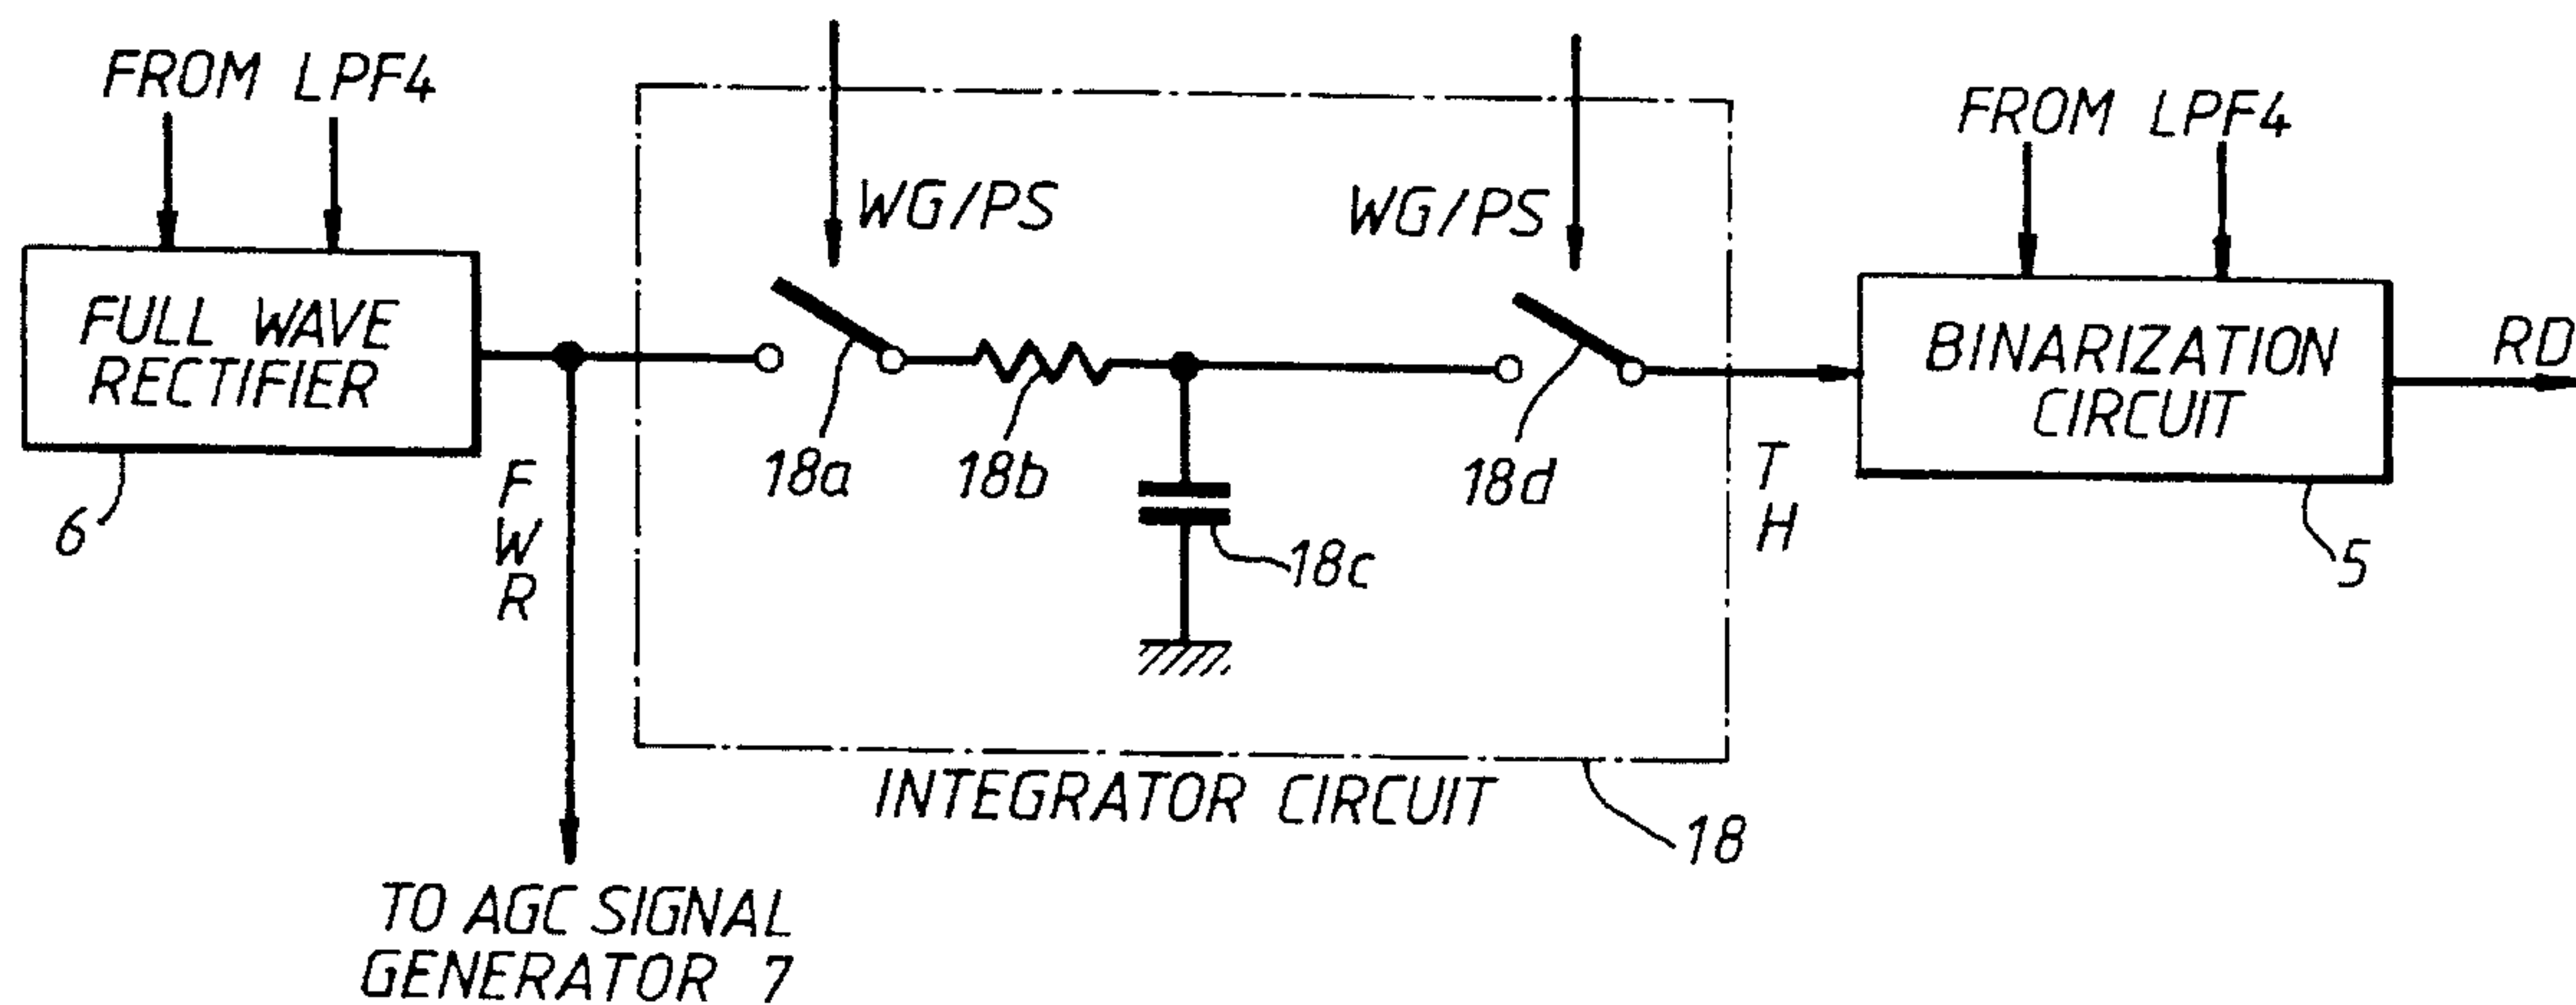 FROM LPF4
FULL WAVE
RECTIFIER
6
F
W
R
TO AGC SIGNAL
GENERATOR 7
WG/PS
WG/PS
18a
18b
18c
18d
INTEGRATOR CIRCUIT
18
T
H
FROM LPF4
BINARIZATION
CIRCUIT
5
RD